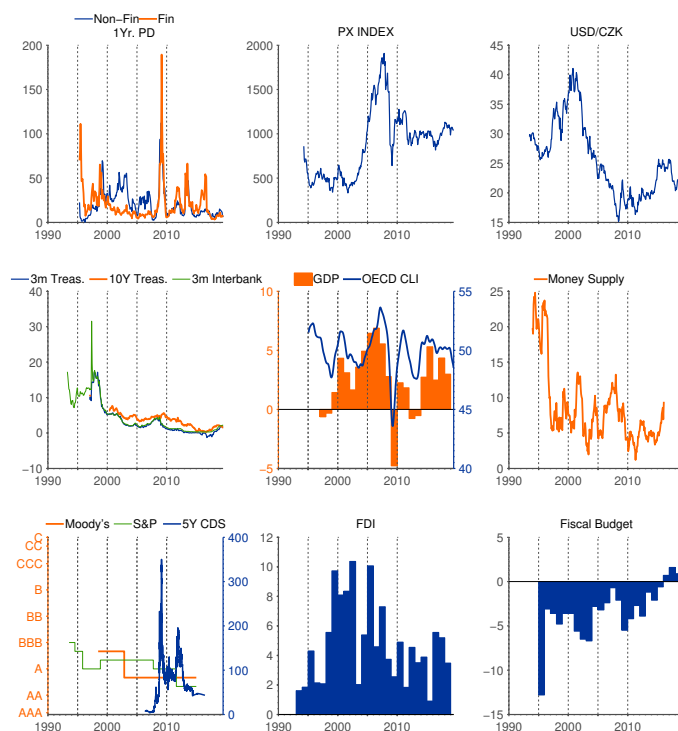 Non−Fin Fin
1Yr. PD
200
150
100
50
0
1990 2000 2010
PX INDEX
2000
1500
1000
500
0
1990 2000 2010
USD/CZK
45
40
35
30
25
20
15
1990 2000 2010
3m Treas. 10Y Treas. 3m Interbank
40
30
20
10
0
−10
1990 2000 2010
GDP OECD CLI
10 55
5 50
0 45
−5 40
1990 2000 2010
Money Supply
25
20
15
10
5
0
1990 2000 2010
Moody's S&P 5Y CDS
C 400
CC
CCC
300
B
BB 200
BBB
A 100
AA
AAA 0
1990 2000 2010
FDI
12
10
8
6
4
2
0
1990 2000 2010
Fiscal Budget
5
0
−5
−10
−15
1990 2000 2010